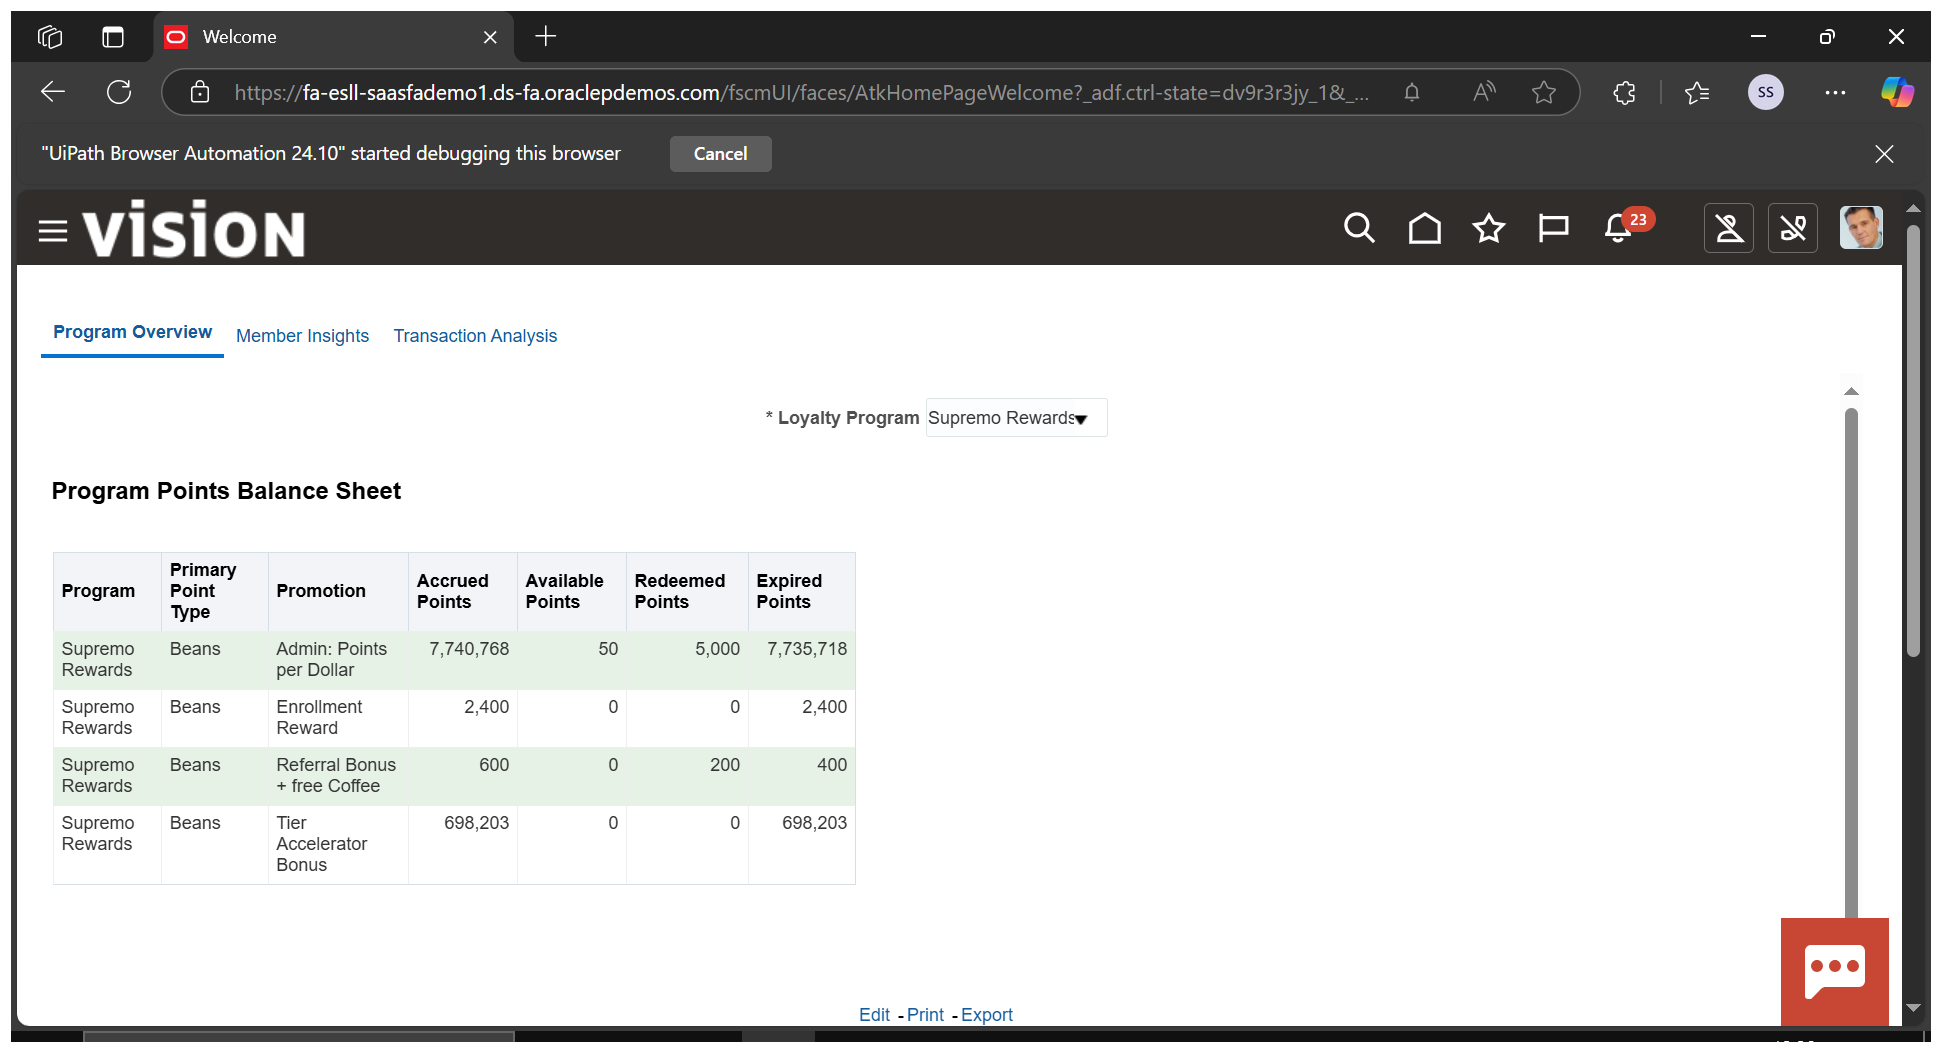 Welcome
https://fa-esll-saasfademo1.ds-fa.oraclepdemos.com/fscmUI/faces/AtkHomePageWelcome?_adf.ctrl-state=dv9r3r3jy_1&_...
SS
"UiPath Browser Automation 24.10" started debugging this browser
Cancel
vision
23
Program Overview
Member Insights
Transaction Analysis
* Loyalty Program Supremo Rewards
Program Points Balance Sheet
Program Primary Point Type Promotion Accrued Points Available Points Redeemed Points Expired Points
Supremo Rewards Beans Admin: Points per Dollar 7,740,768 50 5,000 7,735,718
Supremo Rewards Beans Enrollment Reward 2,400 0 0 2,400
Supremo Rewards Beans Referral Bonus + free Coffee 600 0 200 400
Supremo Rewards Beans Tier Accelerator Bonus 698,203 0 0 698,203
Edit - Print - Export